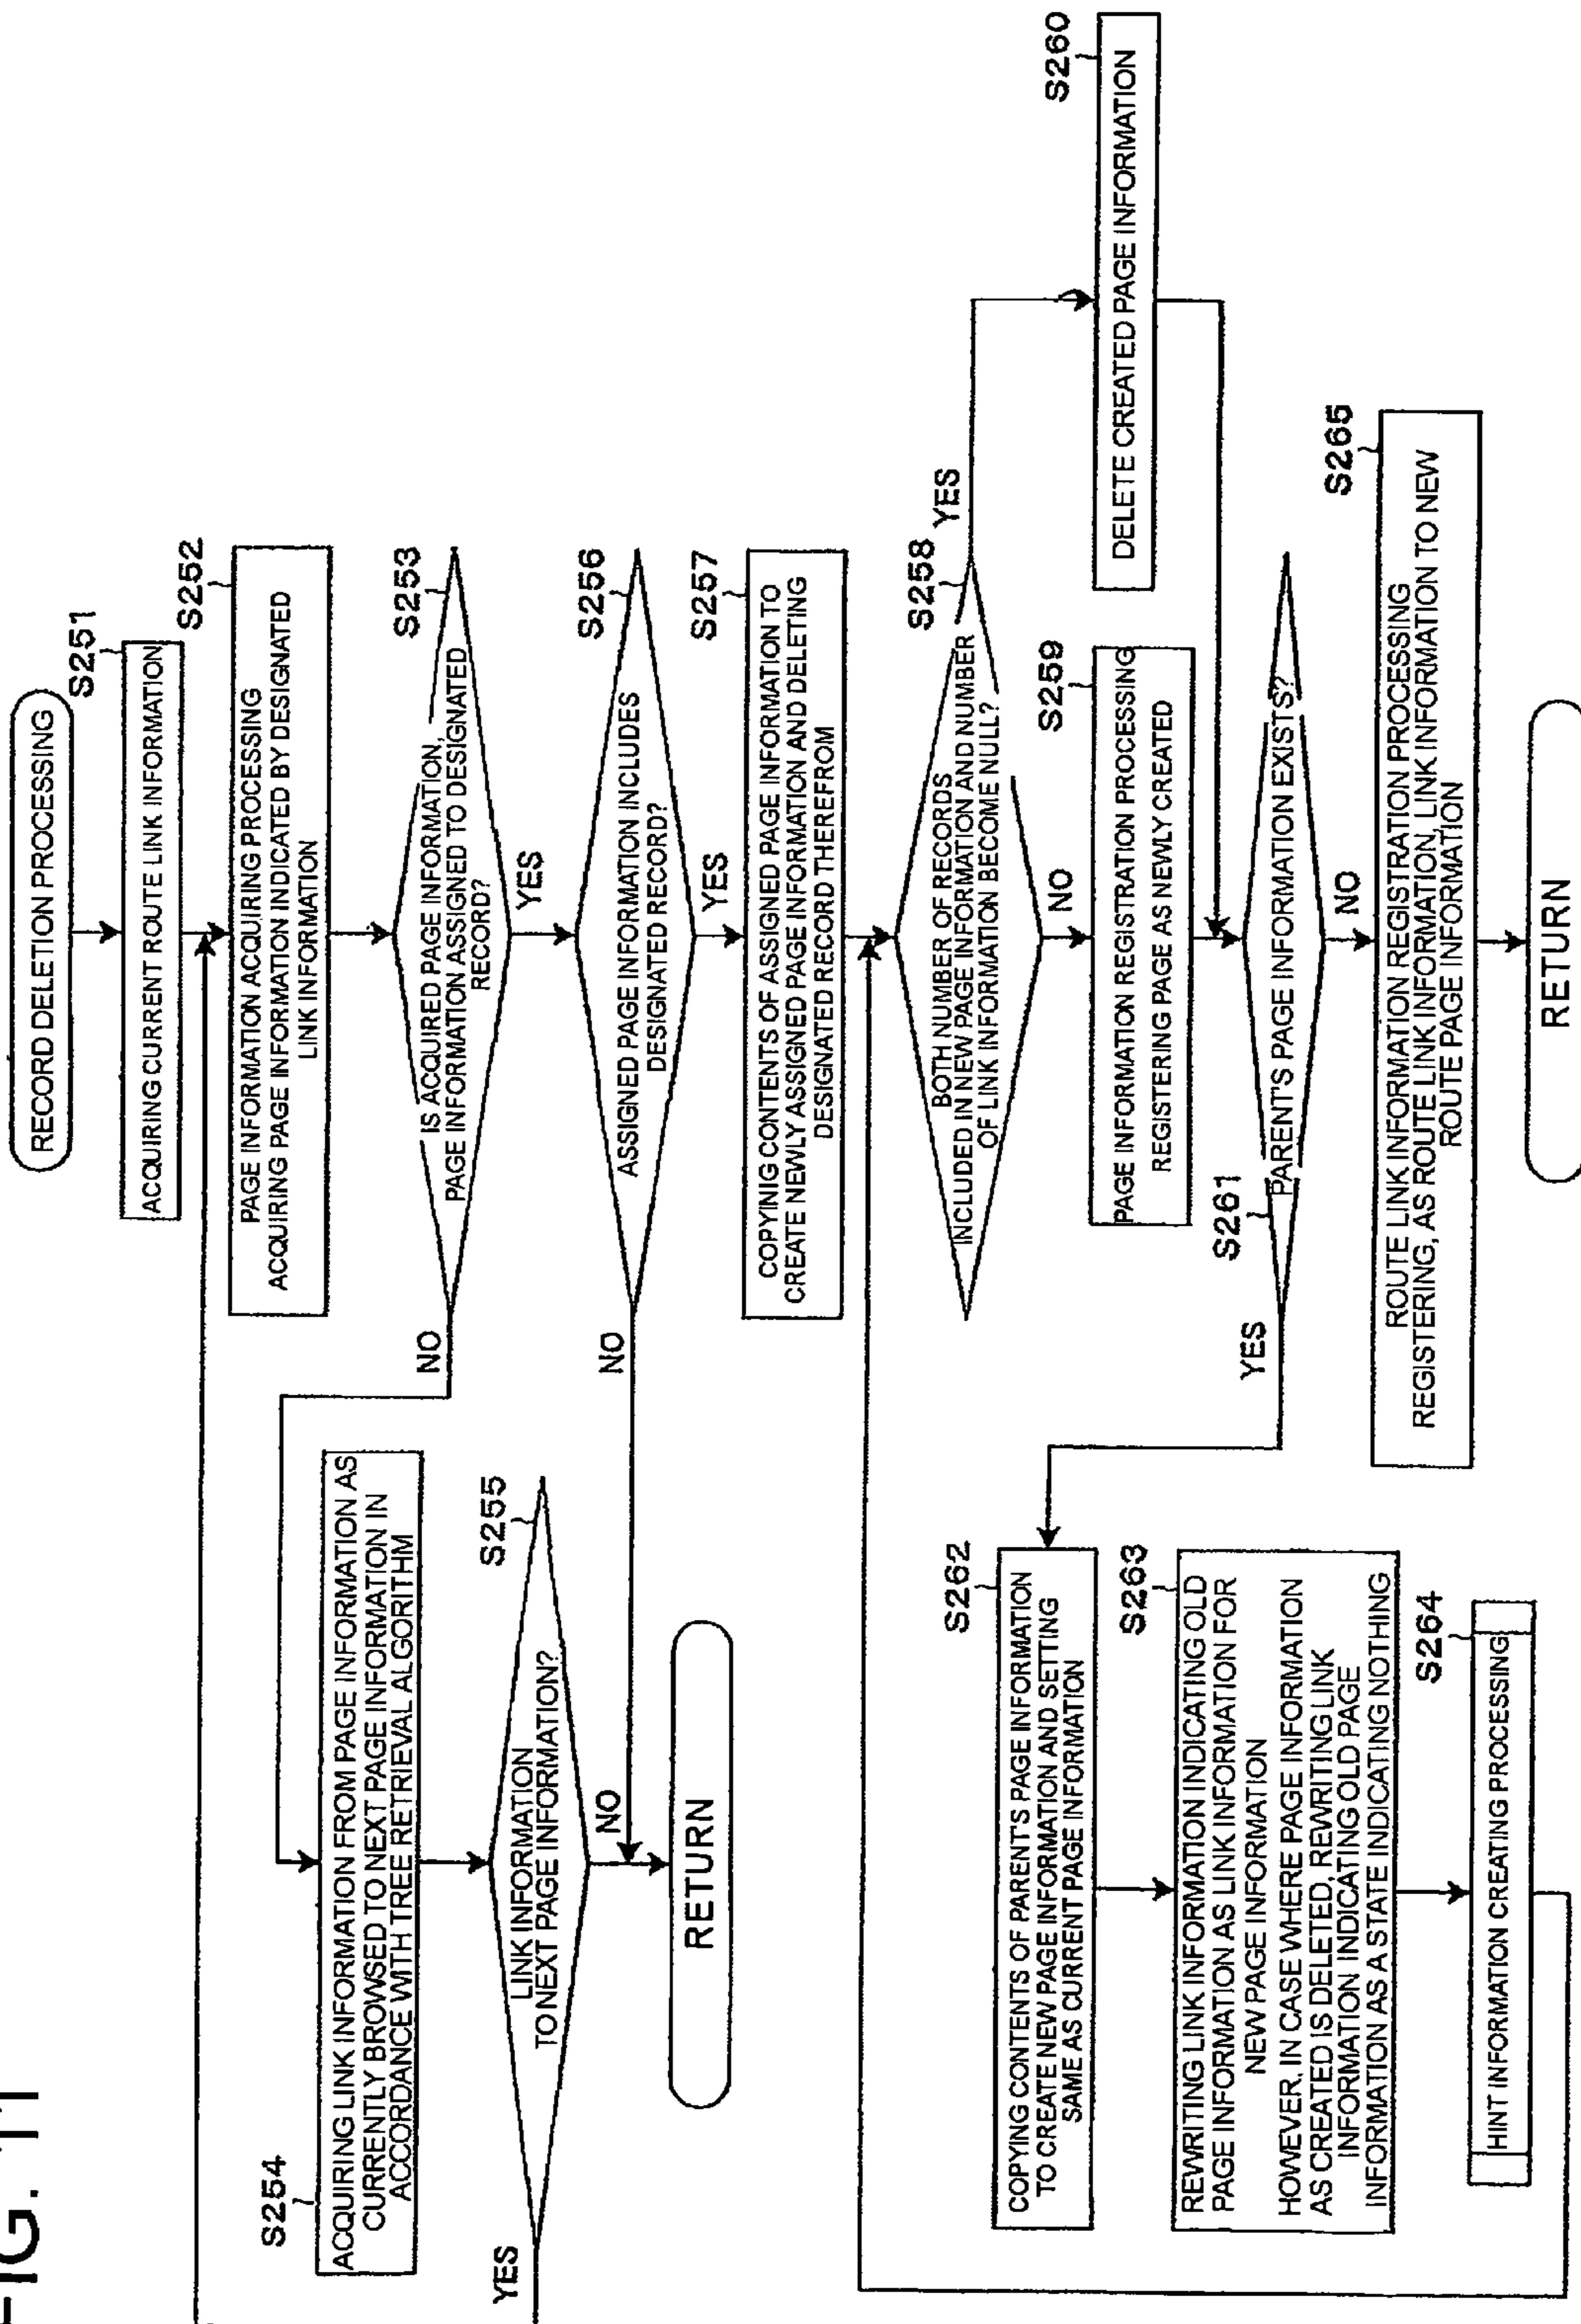 FIG. 11
RECORD DELETION PROCESSING
S251
ACQUIRING CURRENT ROUTE LINK INFORMATION
S252
PAGE INFORMATION ACQUIRING PROCESSING
ACQUIRING PAGE INFORMATION INDICATED BY DESIGNATED
LINK INFORMATION
S253
IS ACQUIRED PAGE INFORMATION,
PAGE INFORMATION ASSIGNED TO DESIGNATED
RECORD?
NO
YES
S254
ACQUIRING LINK INFORMATION FROM PAGE INFORMATION AS
CURRENTLY BROWSED TO NEXT PAGE INFORMATION IN
ACCORDANCE WITH TREE RETRIEVAL ALGORITHM
S255
LINK INFORMATION
TO NEXT PAGE INFORMATION?
YES
NO
RETURN
S256
ASSIGNED PAGE INFORMATION INCLUDES
DESIGNATED RECORD?
NO
YES
S257
COPYING CONTENTS OF ASSIGNED PAGE INFORMATION TO
CREATE NEWLY ASSIGNED PAGE INFORMATION AND DELETING
DESIGNATED RECORD THEREFROM
S258
BOTH NUMBER OF RECORDS
INCLUDED IN NEW PAGE INFORMATION AND NUMBER
OF LINK INFORMATION BECOME NULL?
YES
NO
S259
PAGE INFORMATION REGISTRATION PROCESSING
REGISTERING PAGE AS NEWLY CREATED
S260
DELETE CREATED PAGE INFORMATION
S261
PARENT'S PAGE INFORMATION EXISTS?
YES
NO
S262
COPYING CONTENTS OF PARENT'S PAGE INFORMATION
TO CREATE NEW PAGE INFORMATION AND SETTING
SAME AS CURRENT PAGE INFORMATION
S263
REWRITING LINK INFORMATION INDICATING OLD
PAGE INFORMATION AS LINK INFORMATION FOR
NEW PAGE INFORMATION
HOWEVER, IN CASE WHERE PAGE INFORMATION
AS CREATED IS DELETED, REWRITING LINK
INFORMATION INDICATING OLD PAGE
INFORMATION AS A STATE INDICATING NOTHING
S264
HINT INFORMATION CREATING PROCESSING
S265
ROUTE LINK INFORMATION REGISTRATION PROCESSING
REGISTERING, AS ROUTE LINK INFORMATION, LINK INFORMATION TO NEW
ROUTE PAGE INFORMATION
RETURN